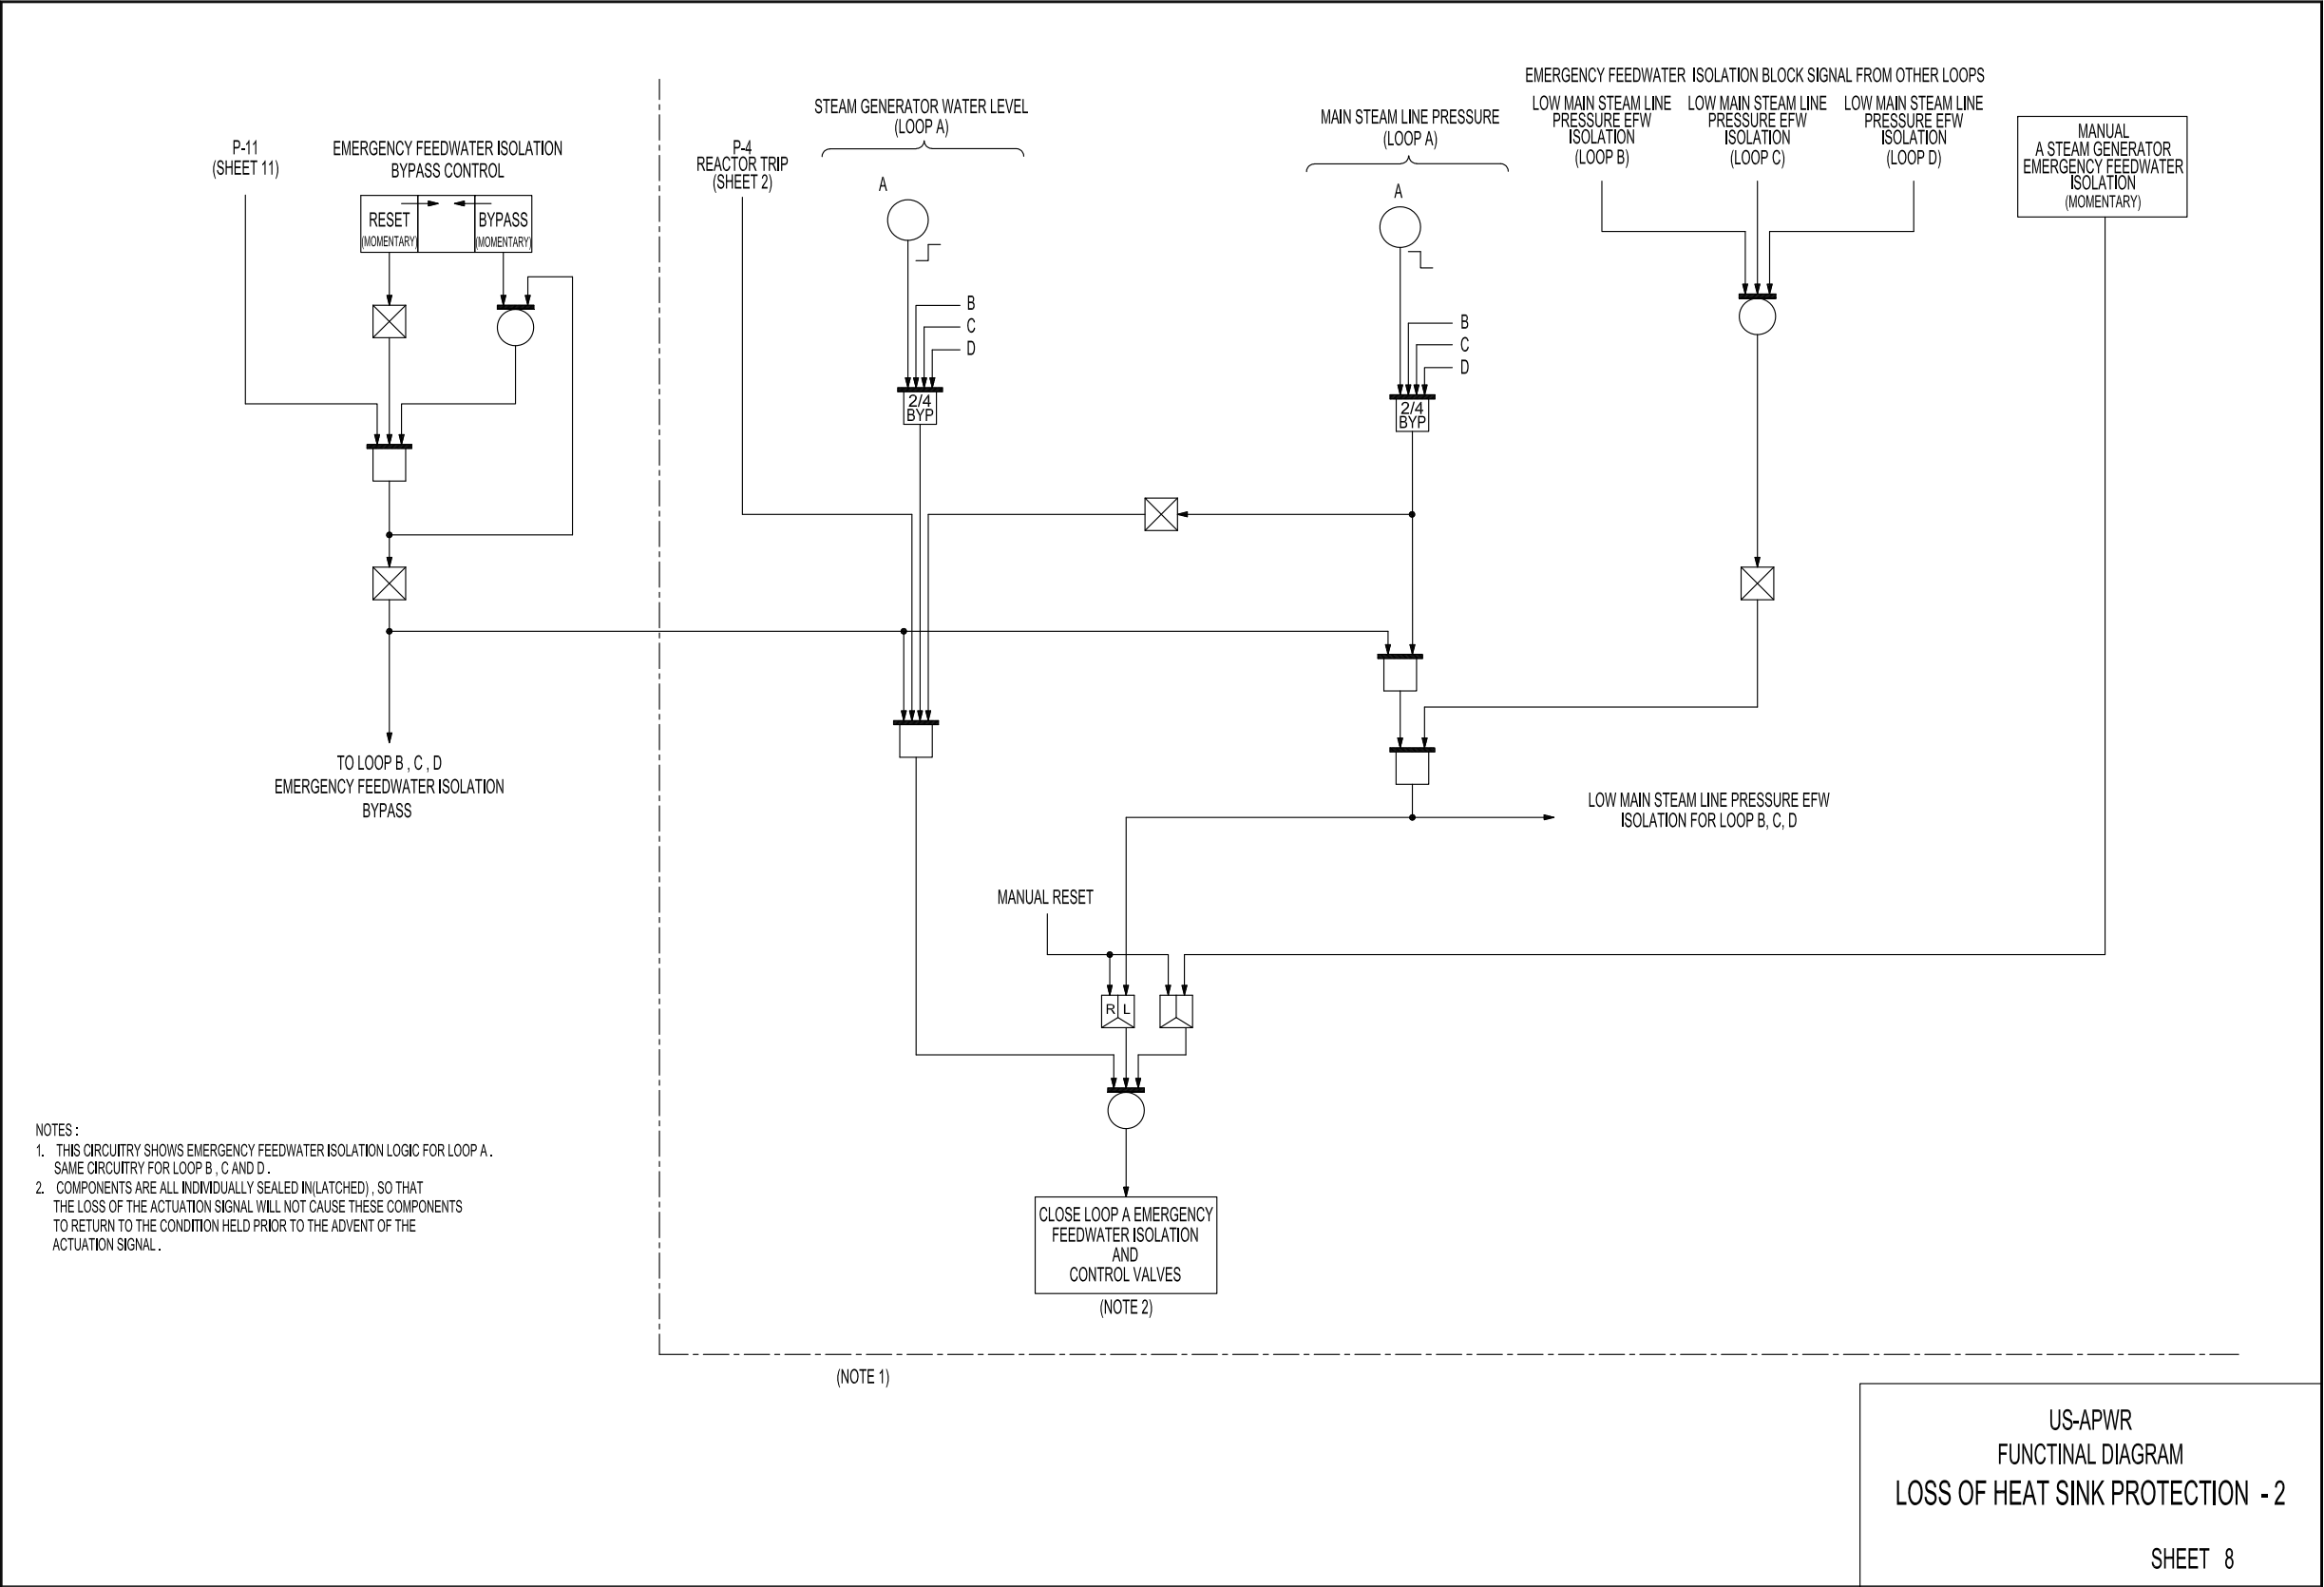 P-11
(SHEET 11)
EMERGENCY FEEDWATER ISOLATION
BYPASS CONTROL
RESET
(MOMENTARY)
BYPASS
(MOMENTARY)
P-4
REACTOR TRIP
(SHEET 2)
STEAM GENERATOR WATER LEVEL
(LOOP A)
A
B
C
D
2/4
BYP
MAIN STEAM LINE PRESSURE
(LOOP A)
A
B
C
D
2/4
BYP
EMERGENCY FEEDWATER ISOLATION BLOCK SIGNAL FROM OTHER LOOPS
LOW MAIN STEAM LINE
PRESSURE EFW
ISOLATION
(LOOP B)
LOW MAIN STEAM LINE
PRESSURE EFW
ISOLATION
(LOOP C)
LOW MAIN STEAM LINE
PRESSURE EFW
ISOLATION
(LOOP D)
MANUAL
A STEAM GENERATOR
EMERGENCY FEEDWATER
ISOLATION
(MOMENTARY)
TO LOOP B , C , D
EMERGENCY FEEDWATER ISOLATION
BYPASS
LOW MAIN STEAM LINE PRESSURE EFW
ISOLATION FOR LOOP B, C, D
MANUAL RESET
R L
CLOSE LOOP A EMERGENCY
FEEDWATER ISOLATION
AND
CONTROL VALVES
(NOTE 2)
NOTES :
1. THIS CIRCUITRY SHOWS EMERGENCY FEEDWATER ISOLATION LOGIC FOR LOOP A .
SAME CIRCUITRY FOR LOOP B , C AND D .
2. COMPONENTS ARE ALL INDIVIDUALLY SEALED IN(LATCHED) , SO THAT
THE LOSS OF THE ACTUATION SIGNAL WILL NOT CAUSE THESE COMPONENTS
TO RETURN TO THE CONDITION HELD PRIOR TO THE ADVENT OF THE
ACTUATION SIGNAL .
(NOTE 1)
US-APWR
FUNCTINAL DIAGRAM
LOSS OF HEAT SINK PROTECTION - 2
SHEET 8